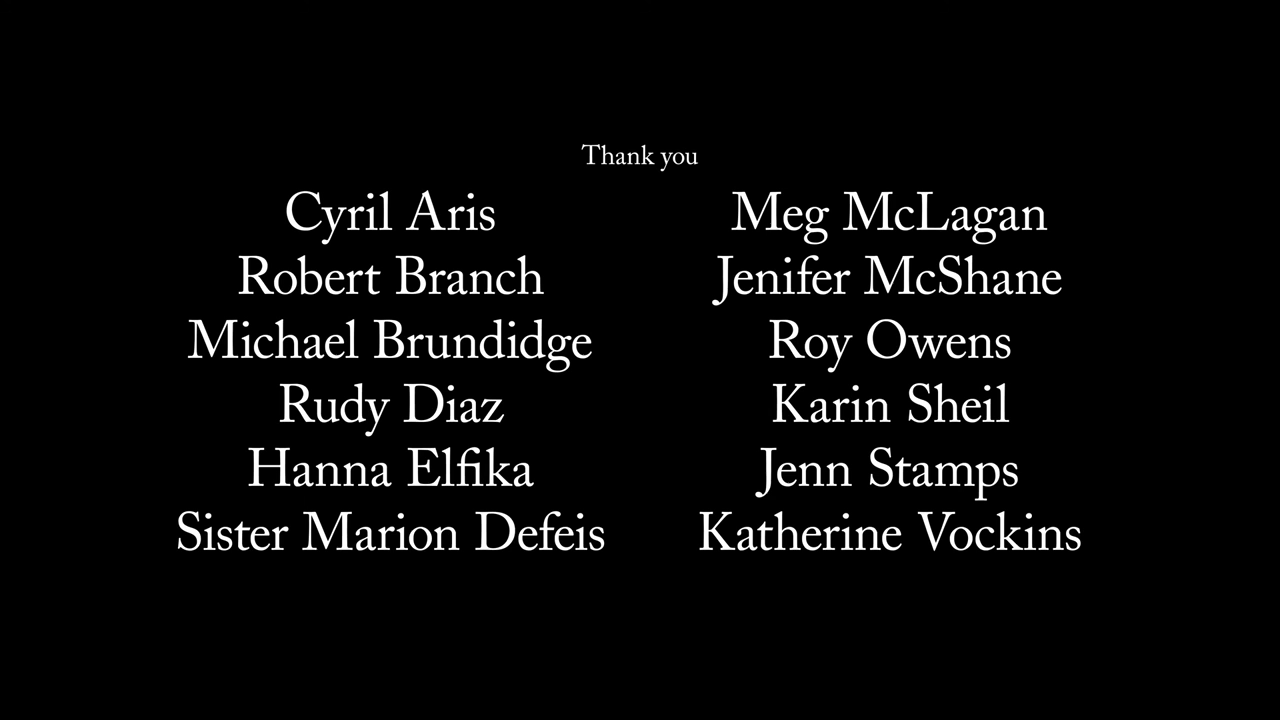 Thank you
Cyril Aris
Robert Branch
Michael Brundidge
Rudy Diaz
Hanna Elfika
Sister Marion Defeis
Meg McLagan
Jenifer McShane
Roy Owens
Karin Sheil
Jenn Stamps
Katherine Vockins